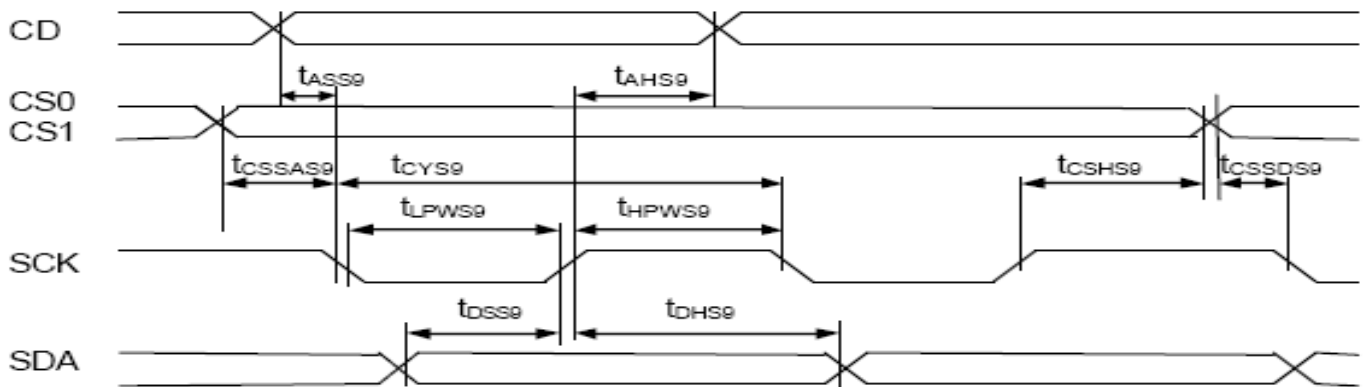 CD
tASS9 tAHS9
CS0
CS1
tCSSAS9 tCYS9 tCSHS9 tCSSDS9
tLPWS9 tHPWS9
SCK
tDSS9 tDHS9
SDA